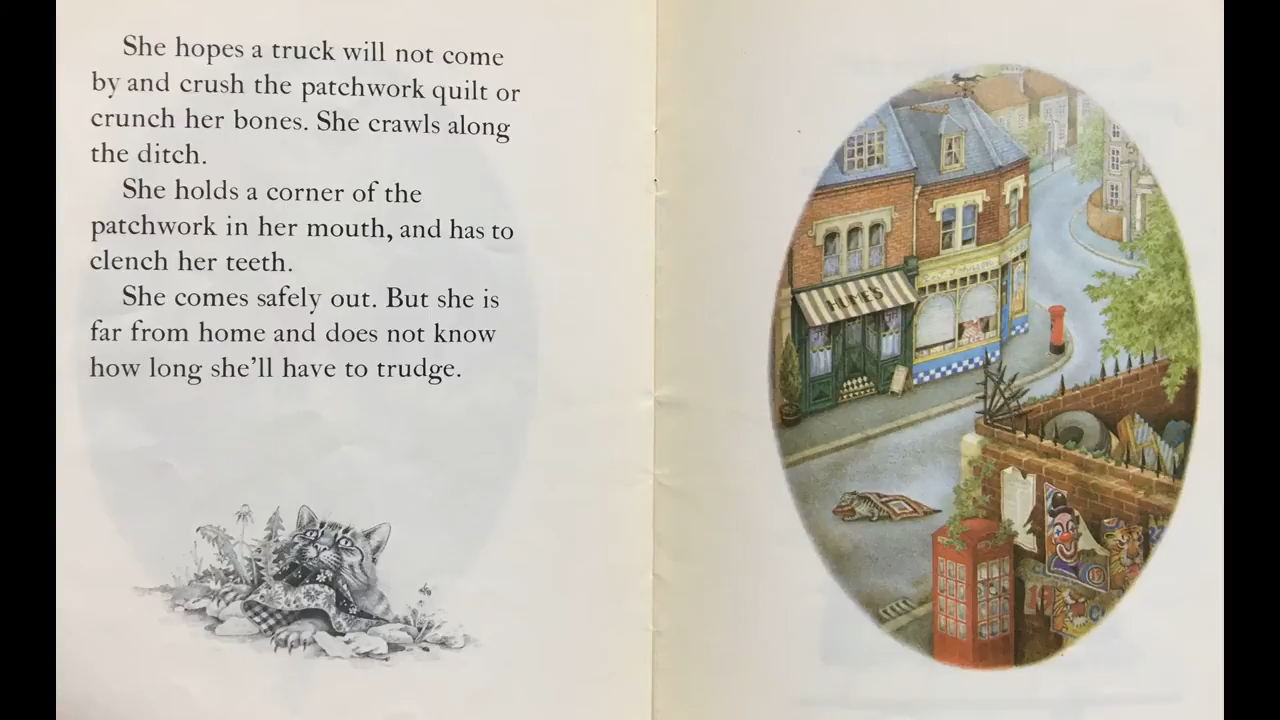 She hopes a truck will not come
by and crush the patchwork quilt or
crunch her bones. She crawls along
the ditch.
She holds a corner of the
patchwork in her mouth, and has to
clench her teeth.
She comes safely out. But she is
far from home and does not know
how long she'll have to trudge.
HUME'S